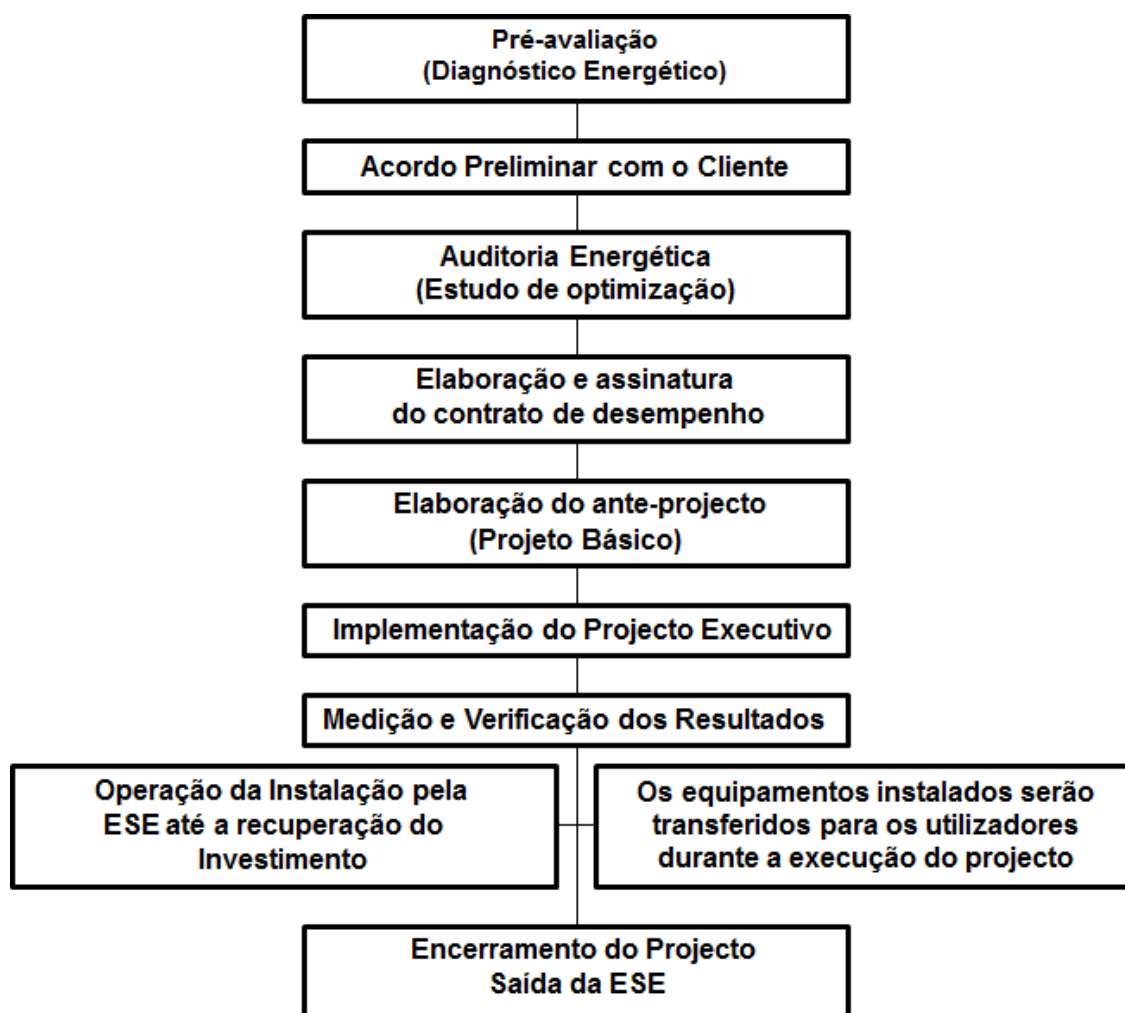 Pré-avaliação
(Diagnóstico Energético)
Acordo Preliminar com o Cliente
Auditoria Energética
(Estudo de optimização)
Elaboração e assinatura
do contrato de desempenho
Elaboração do ante-projecto
(Projeto Básico)
Implementação do Projecto Executivo
Medição e Verificação dos Resultados
Operação da Instalação pela
ESE até a recuperação do
Investimento
Os equipamentos instalados serão
transferidos para os utilizadores
durante a execução do projecto
Encerramento do Projecto
Saída da ESE